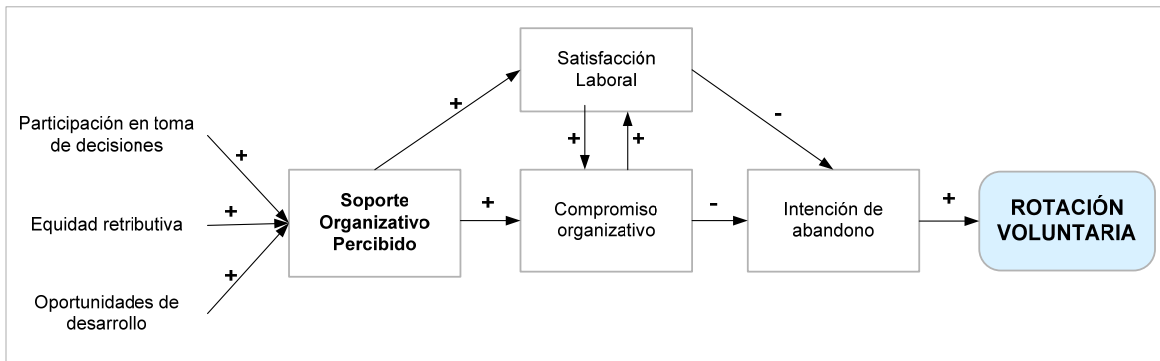 Satisfacción
Laboral
Participación en toma
de decisiones
+
+
+
+
-
Equidad retributiva
+
Soporte
Organizativo
Percibido
+
Compromiso
organizativo
-
Intención de
abandono
+
ROTACIÓN
VOLUNTARIA
Oportunidades de
desarrollo
+